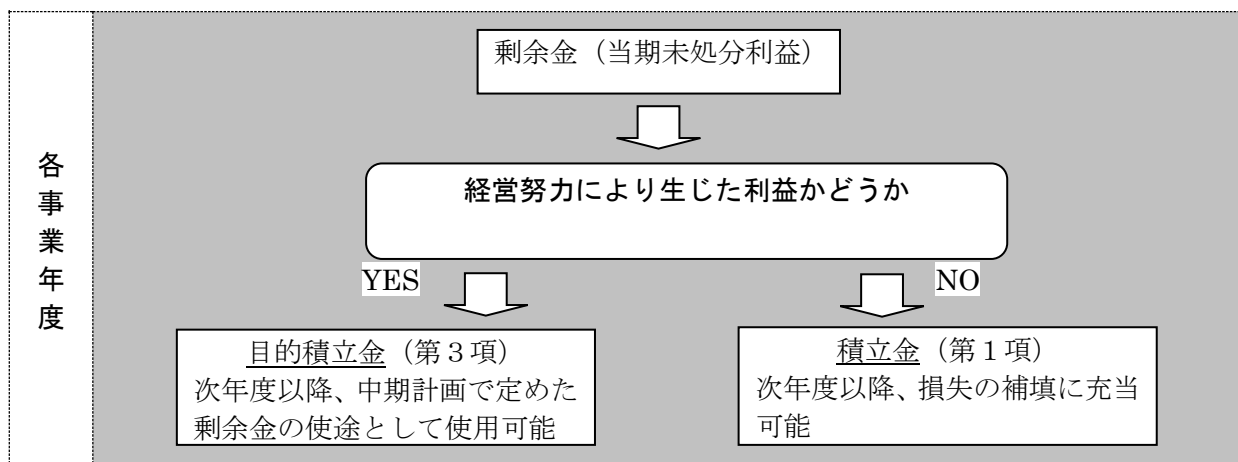 各事業年度
剰余金（当期未処分利益）
経営努力により生じた利益かどうか
YES
NO
目的積立金（第３項）
次年度以降、中期計画で定めた
剰余金の使途として使用可能
積立金（第１項）
次年度以降、損失の補填に充当
可能